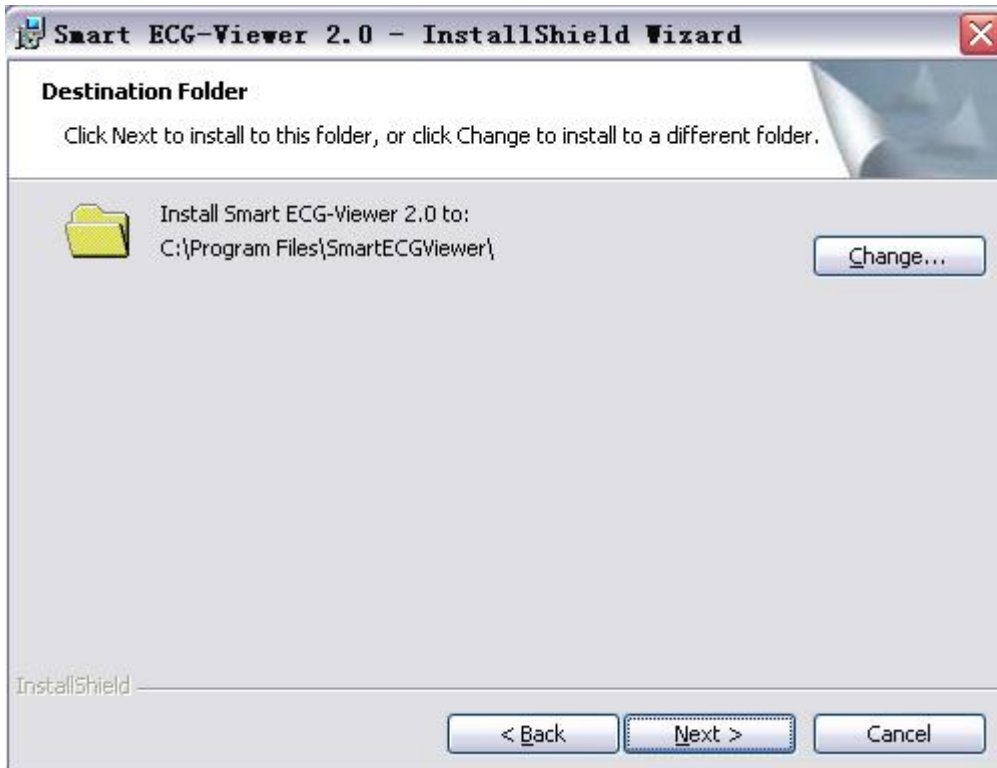 Smart ECG-Viewer 2.0 - InstallShield Wizard
Destination Folder
Click Next to install to this folder, or click Change to install to a different folder.
Install Smart ECG-Viewer 2.0 to:
C:\Program Files\SmartECGViewer\
Change...
InstallShield
< Back
Next >
Cancel